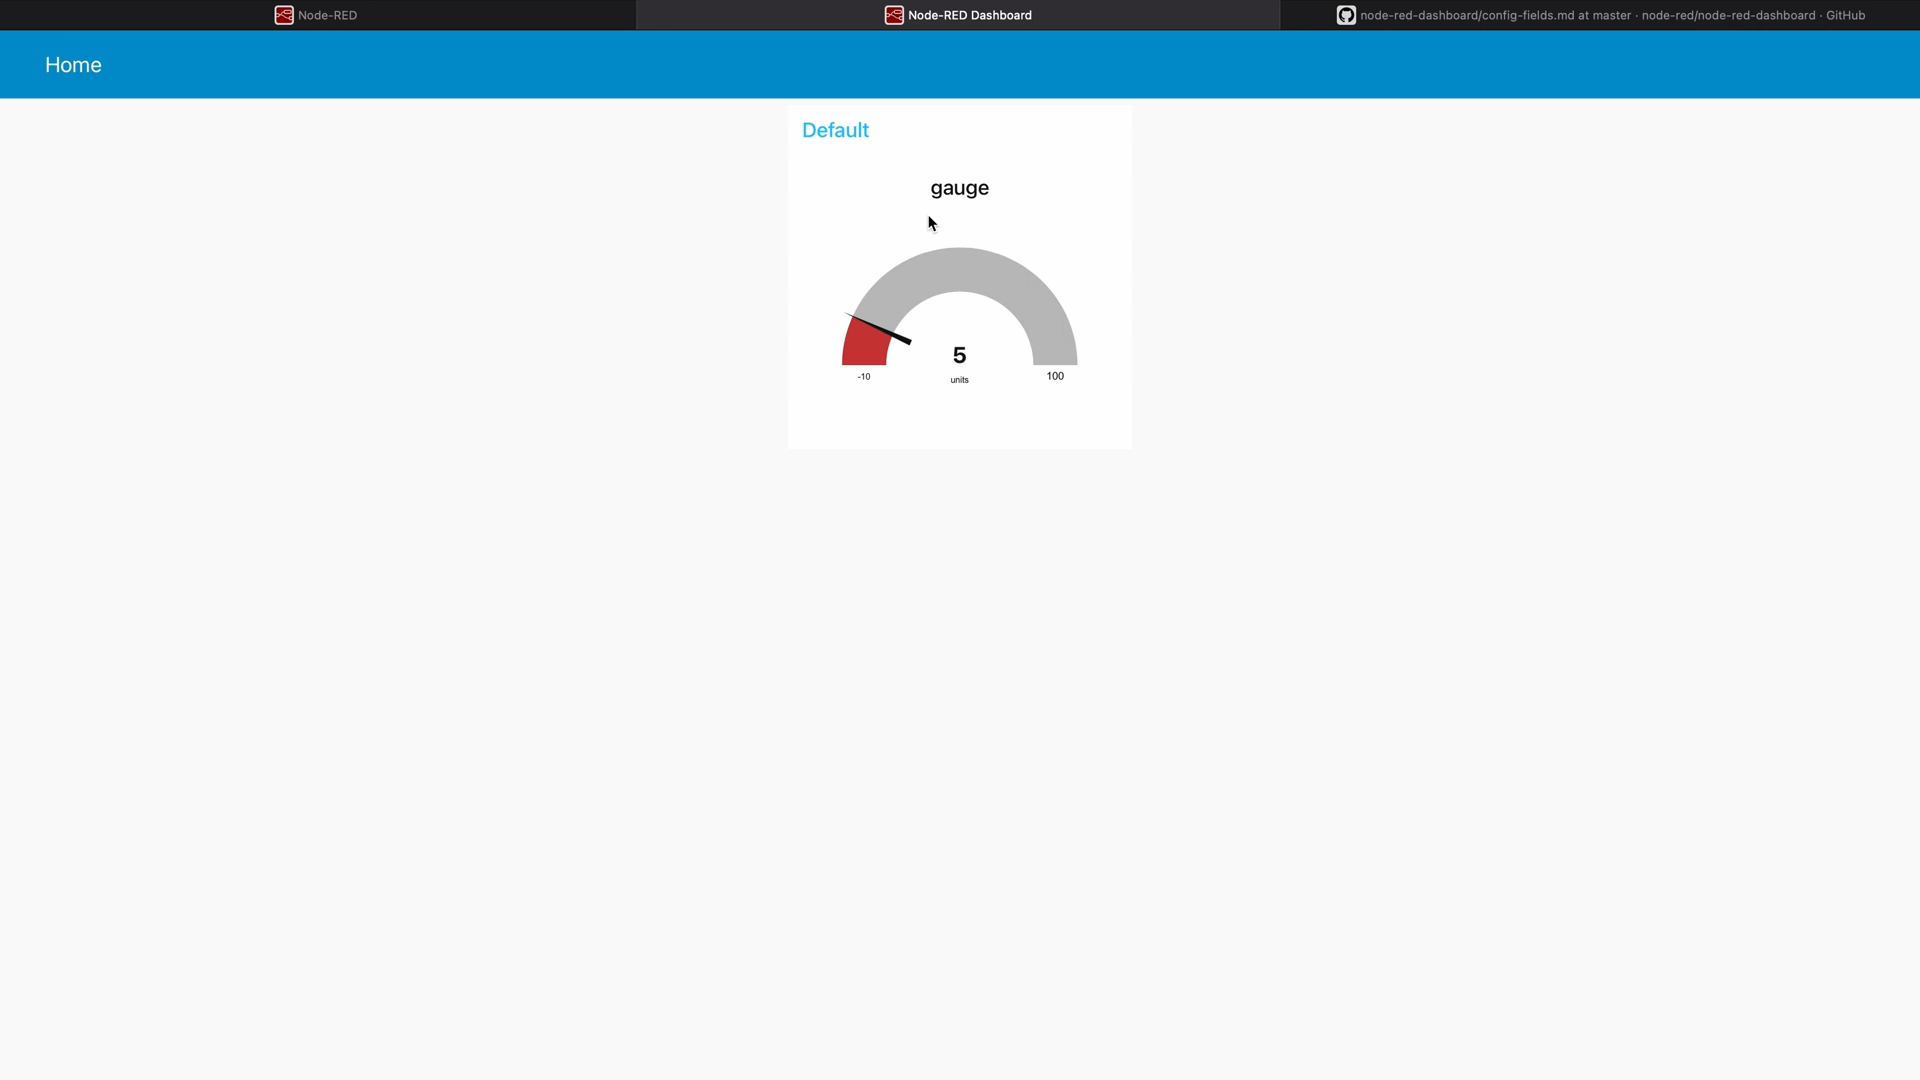 Node-RED
Node-RED Dashboard
node-red-dashboard/config-fields.md at master · node-red/node-red-dashboard · GitHub
Home
Default
gauge
5
-10
units
100